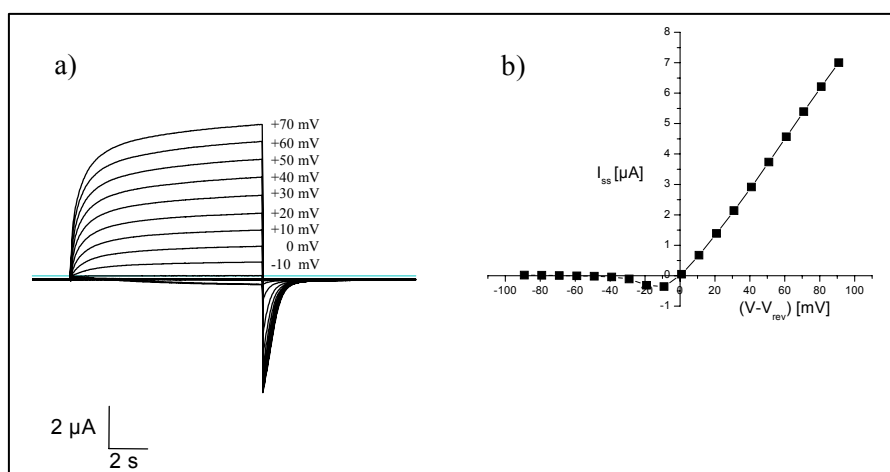 a)
+70 mV
+60 mV
+50 mV
+40 mV
+30 mV
+20 mV
+10 mV
0 mV
-10 mV
2 µA
2 s
b)
8
7
6
5
4
3
2
1
0
-1
I_ss [µA]
-100 -80 -60 -40 -20 0 20 40 60 80 100
(V-V_rev) [mV]